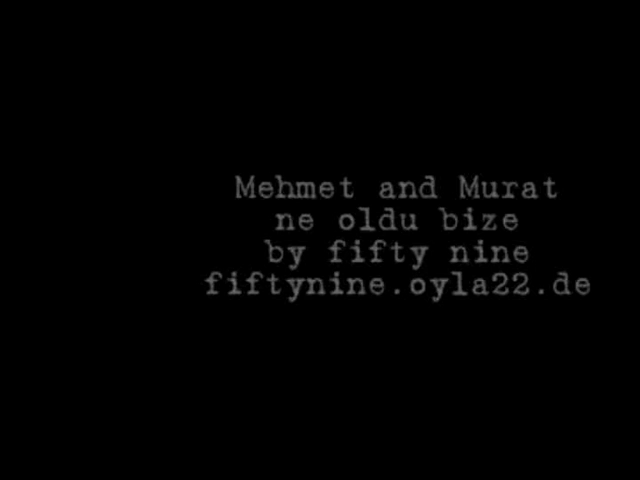 Mehmet and Murat
ne oldu bize
by fifty nine
fiftynine.oyla22.de